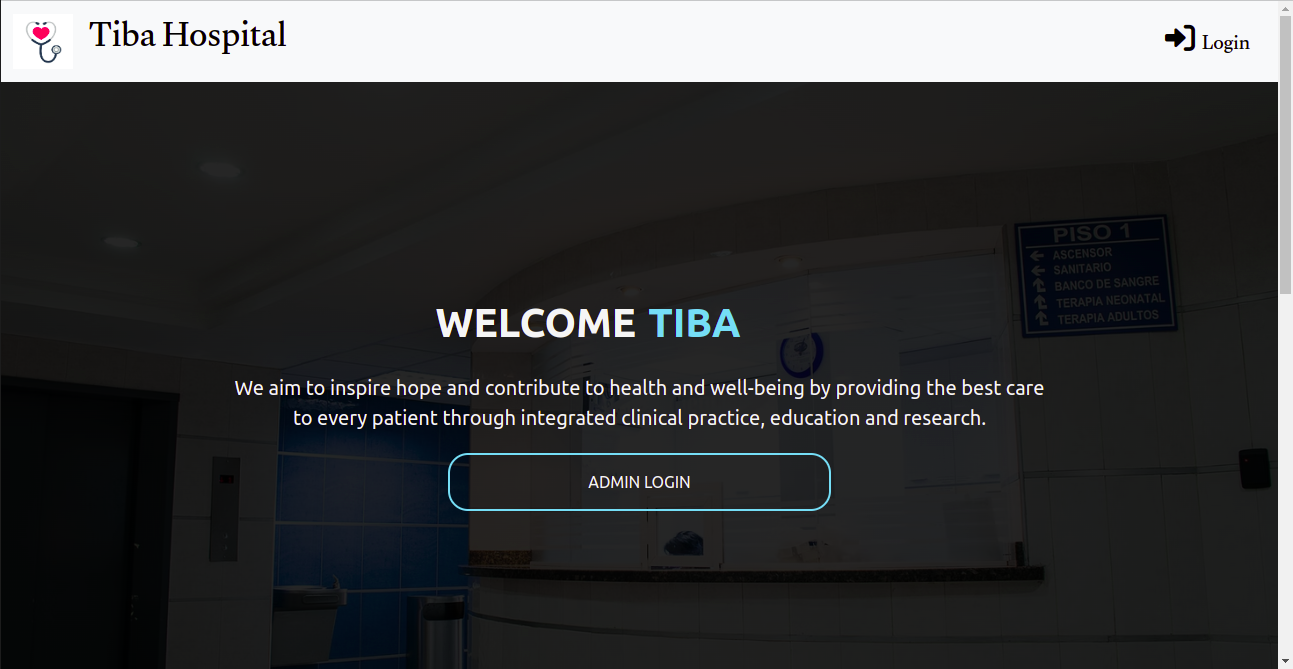 Tiba Hospital
Login
PISO 1
ASCENSOR
SANITARIO
BANCO DE SANGRE
TERAPIA NEONATAL
TERAPIA ADULTOS
WELCOME TIBA
We aim to inspire hope and contribute to health and well-being by providing the best care
to every patient through integrated clinical practice, education and research.
ADMIN LOGIN